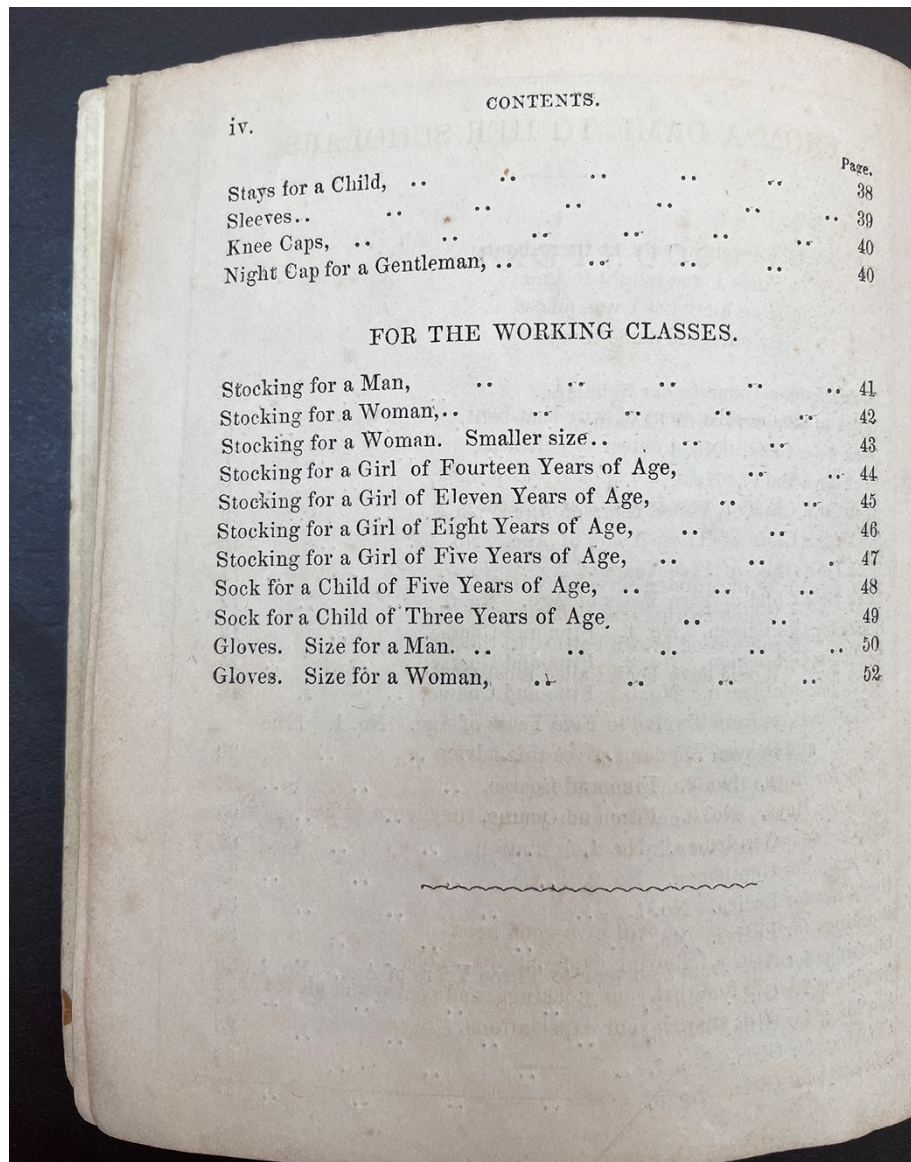 CONTENTS.
iv.
Page.
Stays for a Child, .. .. .. .. .. 38
Sleeves.. .. .. .. .. .. .. 39
Knee Caps, .. .. .. .. .. .. 40
Night Cap for a Gentleman, .. .. .. .. 40
FOR THE WORKING CLASSES.
Stocking for a Man, .. .. .. .. .. 41
Stocking for a Woman, .. .. .. .. .. 42
Stocking for a Woman. Smaller size.. .. .. 43
Stocking for a Girl of Fourteen Years of Age, .. .. 44
Stocking for a Girl of Eleven Years of Age, .. .. 45
Stocking for a Girl of Eight Years of Age, .. .. 46
Stocking for a Girl of Five Years of Age, .. .. . 47
Sock for a Child of Five Years of Age, .. .. .. 48
Sock for a Child of Three Years of Age, .. .. 49
Gloves. Size for a Man. .. .. .. .. .. 50
Gloves. Size for a Woman, .. .. .. .. 52